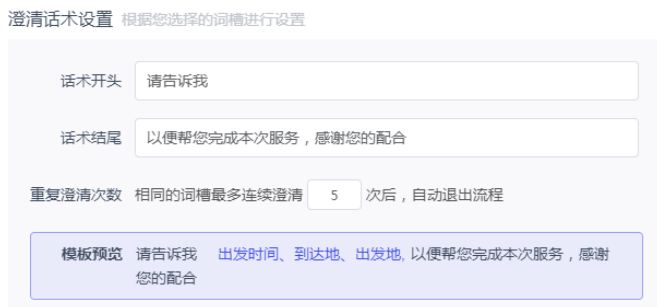 澄清话术设置 根据您选择的词槽进行设置
话术开头 请告诉我
话术结尾 以便帮您完成本次服务，感谢您的配合
重复澄清次数 相同的词槽最多连续澄清 5 次后，自动退出流程
模板预览 请告诉我 出发时间、到达地、出发地, 以便帮您完成本次服务，感谢
您的配合